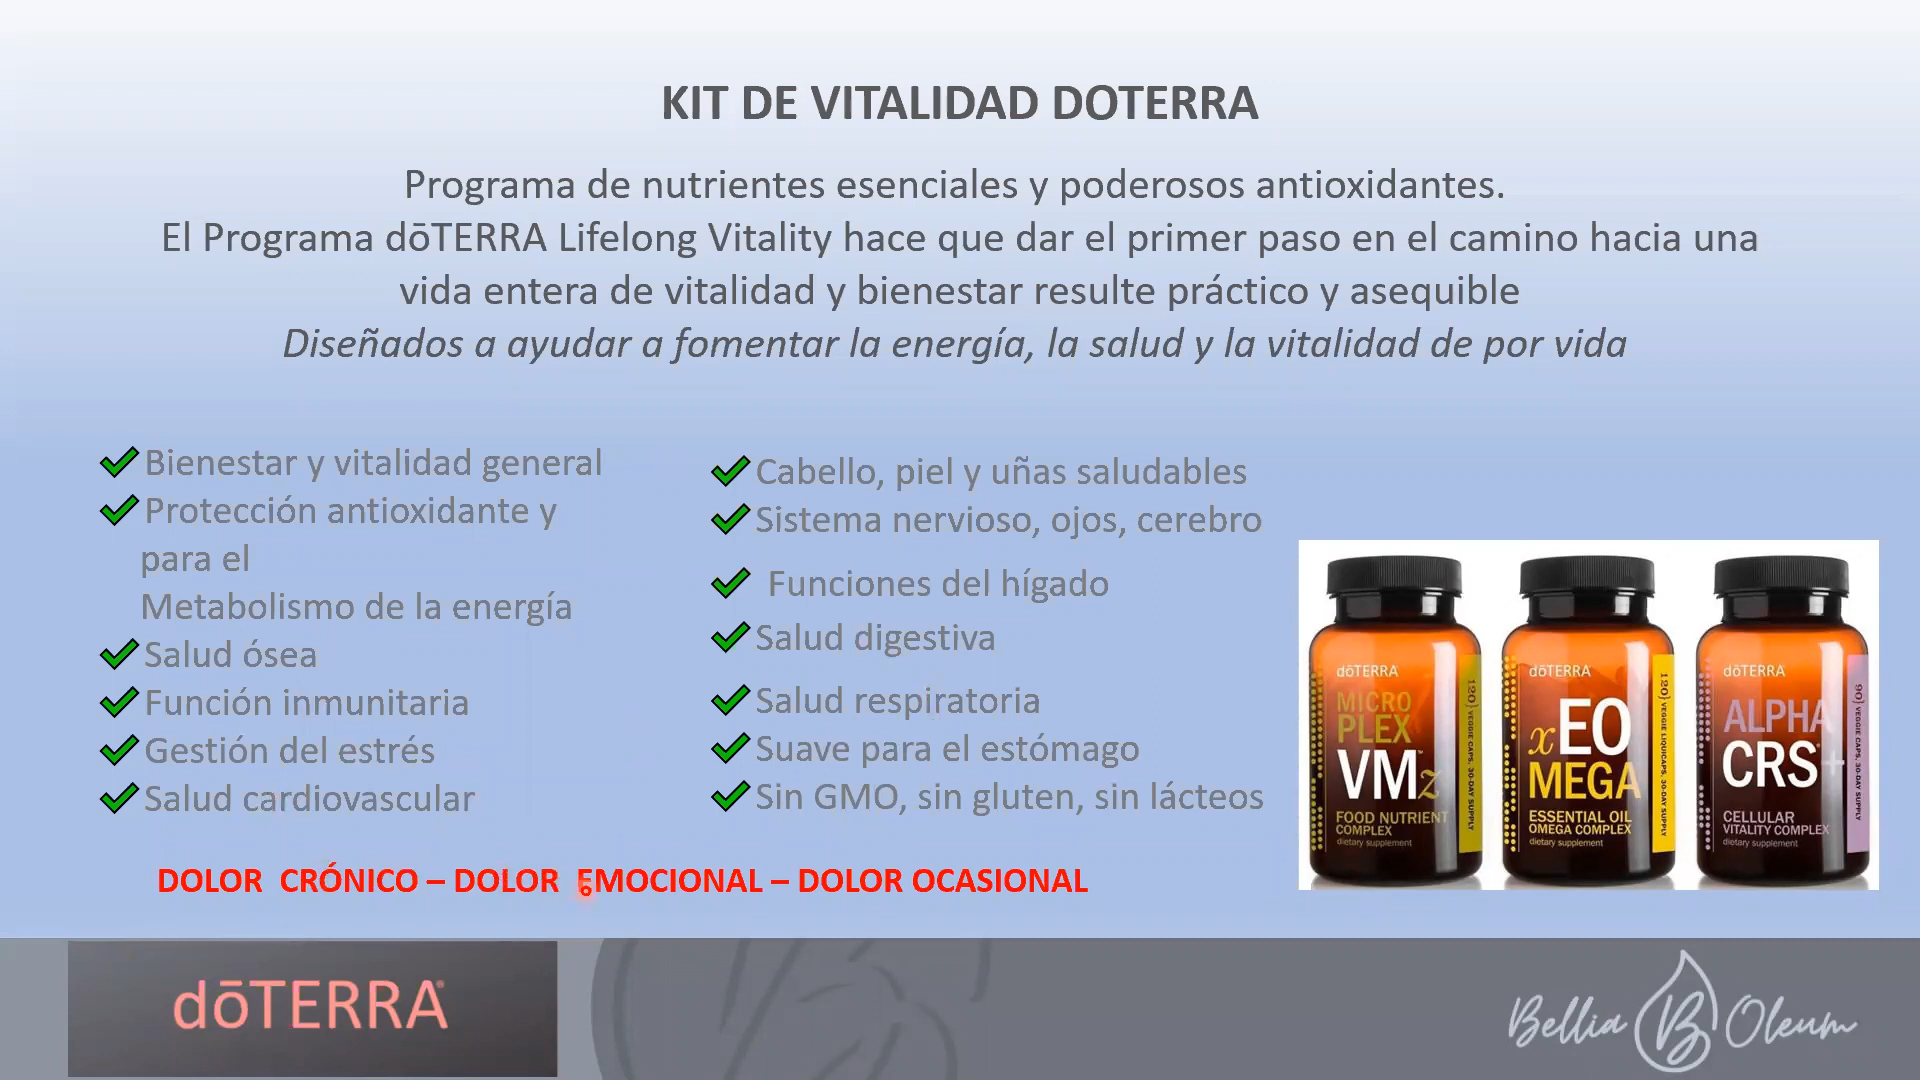 KIT DE VITALIDAD DOTERRA
Programa de nutrientes esenciales y poderosos antioxidantes.
El Programa dōTERRA Lifelong Vitality hace que dar el primer paso en el camino hacia una
vida entera de vitalidad y bienestar resulte práctico y asequible
Diseñados a ayudar a fomentar la energía, la salud y la vitalidad de por vida
Bienestar y vitalidad general
Protección antioxidante y
para el
Metabolismo de la energía
Salud ósea
Función inmunitaria
Gestión del estrés
Salud cardiovascular
Cabello, piel y uñas saludables
Sistema nervioso, ojos, cerebro
Funciones del hígado
Salud digestiva
Salud respiratoria
Suave para el estómago
Sin GMO, sin gluten, sin lácteos
DOLOR CRÓNICO – DOLOR EMOCIONAL – DOLOR OCASIONAL
dōTERRA
MICRO
PLEX
VMz
FOOD NUTRIENT
COMPLEX
dietary supplement
120} VEGGIE CAPS, 30-DAY SUPPLY
dōTERRA
xEO
MEGA
ESSENTIAL OIL
OMEGA COMPLEX
dietary supplement
120} VEGGIE LIQUICAPS, 30-DAY SUPPLY
dōTERRA
ALPHA
CRS+
CELLULAR
VITALITY COMPLEX
dietary supplement
90} VEGGIE CAPS, 30-DAY SUPPLY
dōTERRA
Bellia B Oleum